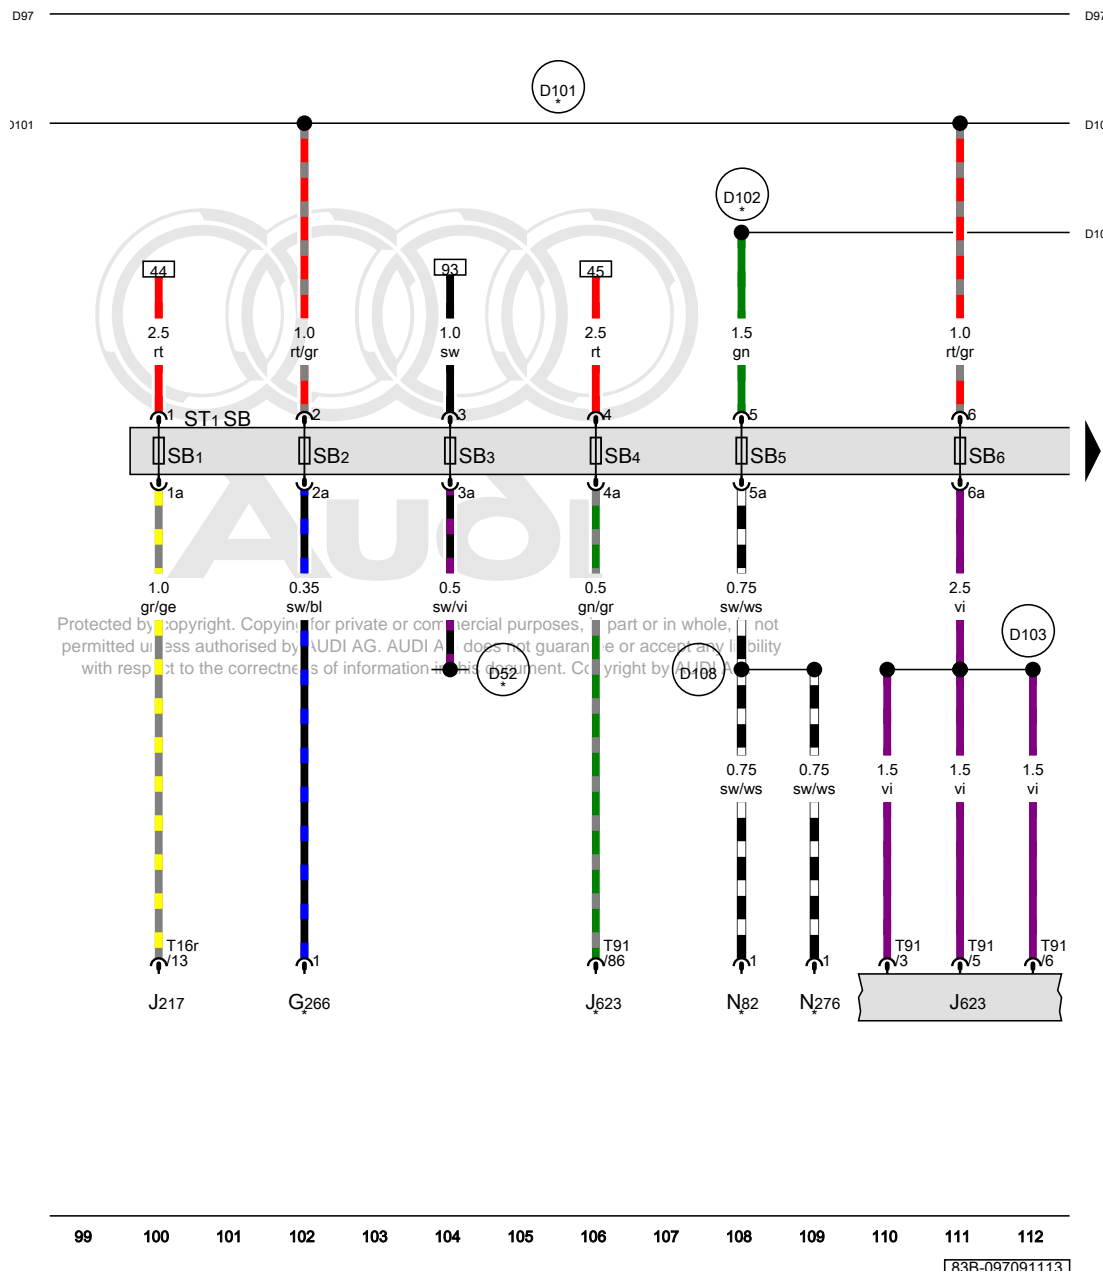 D97 D97
D101
*
D101 D10
D102
*
D10
44 93 45
2.5 1.0 1.0 2.5 1.5 1.0
rt rt/gr sw rt gn rt/gr
1 ST1 SB 2 3 4 5 6
SB1 SB2 SB3 SB4 SB5 SB6
1a 2a 3a 4a 5a 6a
Audi
1.0 0.35 0.5 0.5 0.75 2.5
gr/ge sw/bl sw/vi gn/gr sw/ws vi
Protected by copyright. Copying for private or commercial purposes, in part or in whole, is not
permitted unless authorised by AUDI AG. AUDI AG does not guarantee or accept any liability
with respect to the correctness of information in this document. Copyright by AUDI AG.
D103
D52
*
D108
0.75 0.75 1.5 1.5 1.5
sw/ws sw/ws vi vi vi
T16r T91 T91 T91 T91
/13 1 /86 1 1 /3 /5 /6
J217 G266 J623 N82 N276 J623
* * * *
99 100 101 102 103 104 105 106 107 108 109 110 111 112
83B-097091113